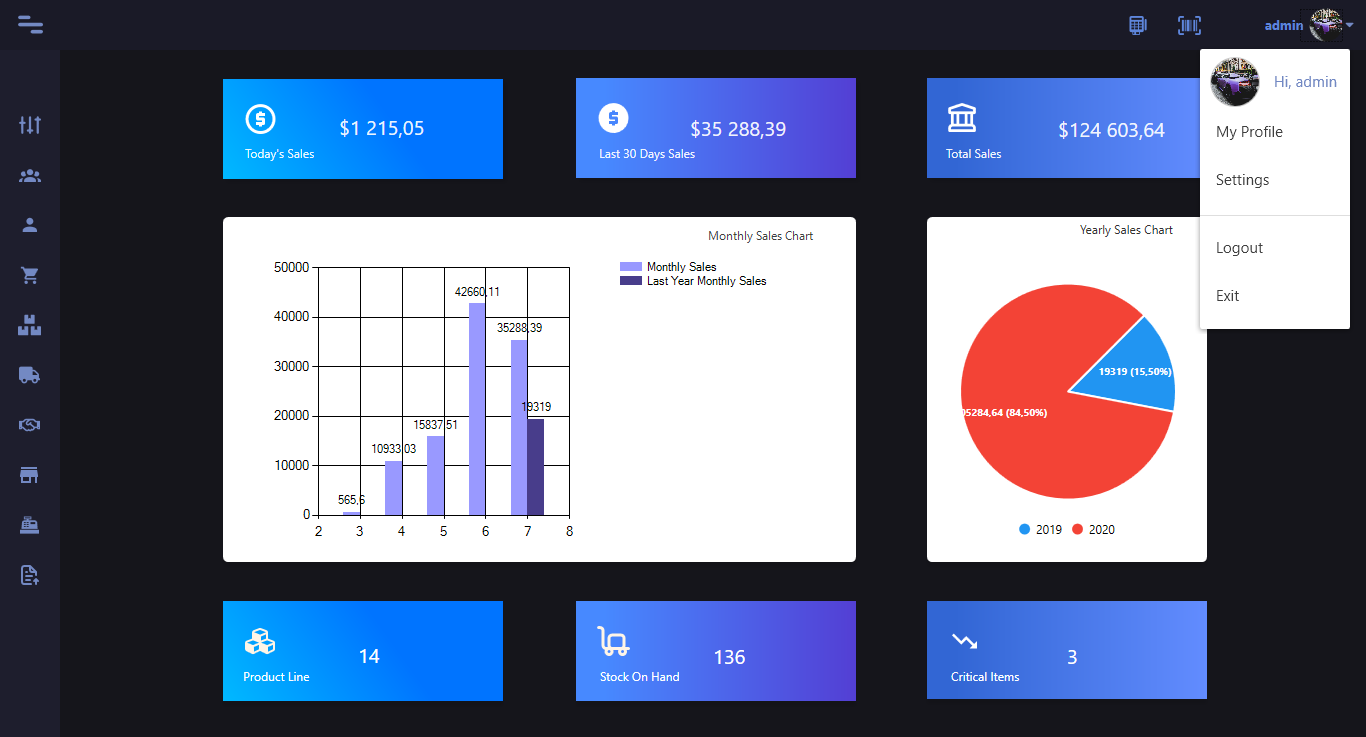 admin
Hi, admin
My Profile
Settings
Logout
Exit
$1 215,05
Today's Sales
$35 288,39
Last 30 Days Sales
$124 603,64
Total Sales
Monthly Sales Chart
Monthly Sales
Last Year Monthly Sales
50000
40000
30000
20000
10000
0
42660,11
35288,39
19319
15837,51
10933,03
565,6
2 3 4 5 6 7 8
Yearly Sales Chart
19319 (15,50%)
05284,64 (84,50%)
2019 2020
14
Product Line
136
Stock On Hand
3
Critical Items